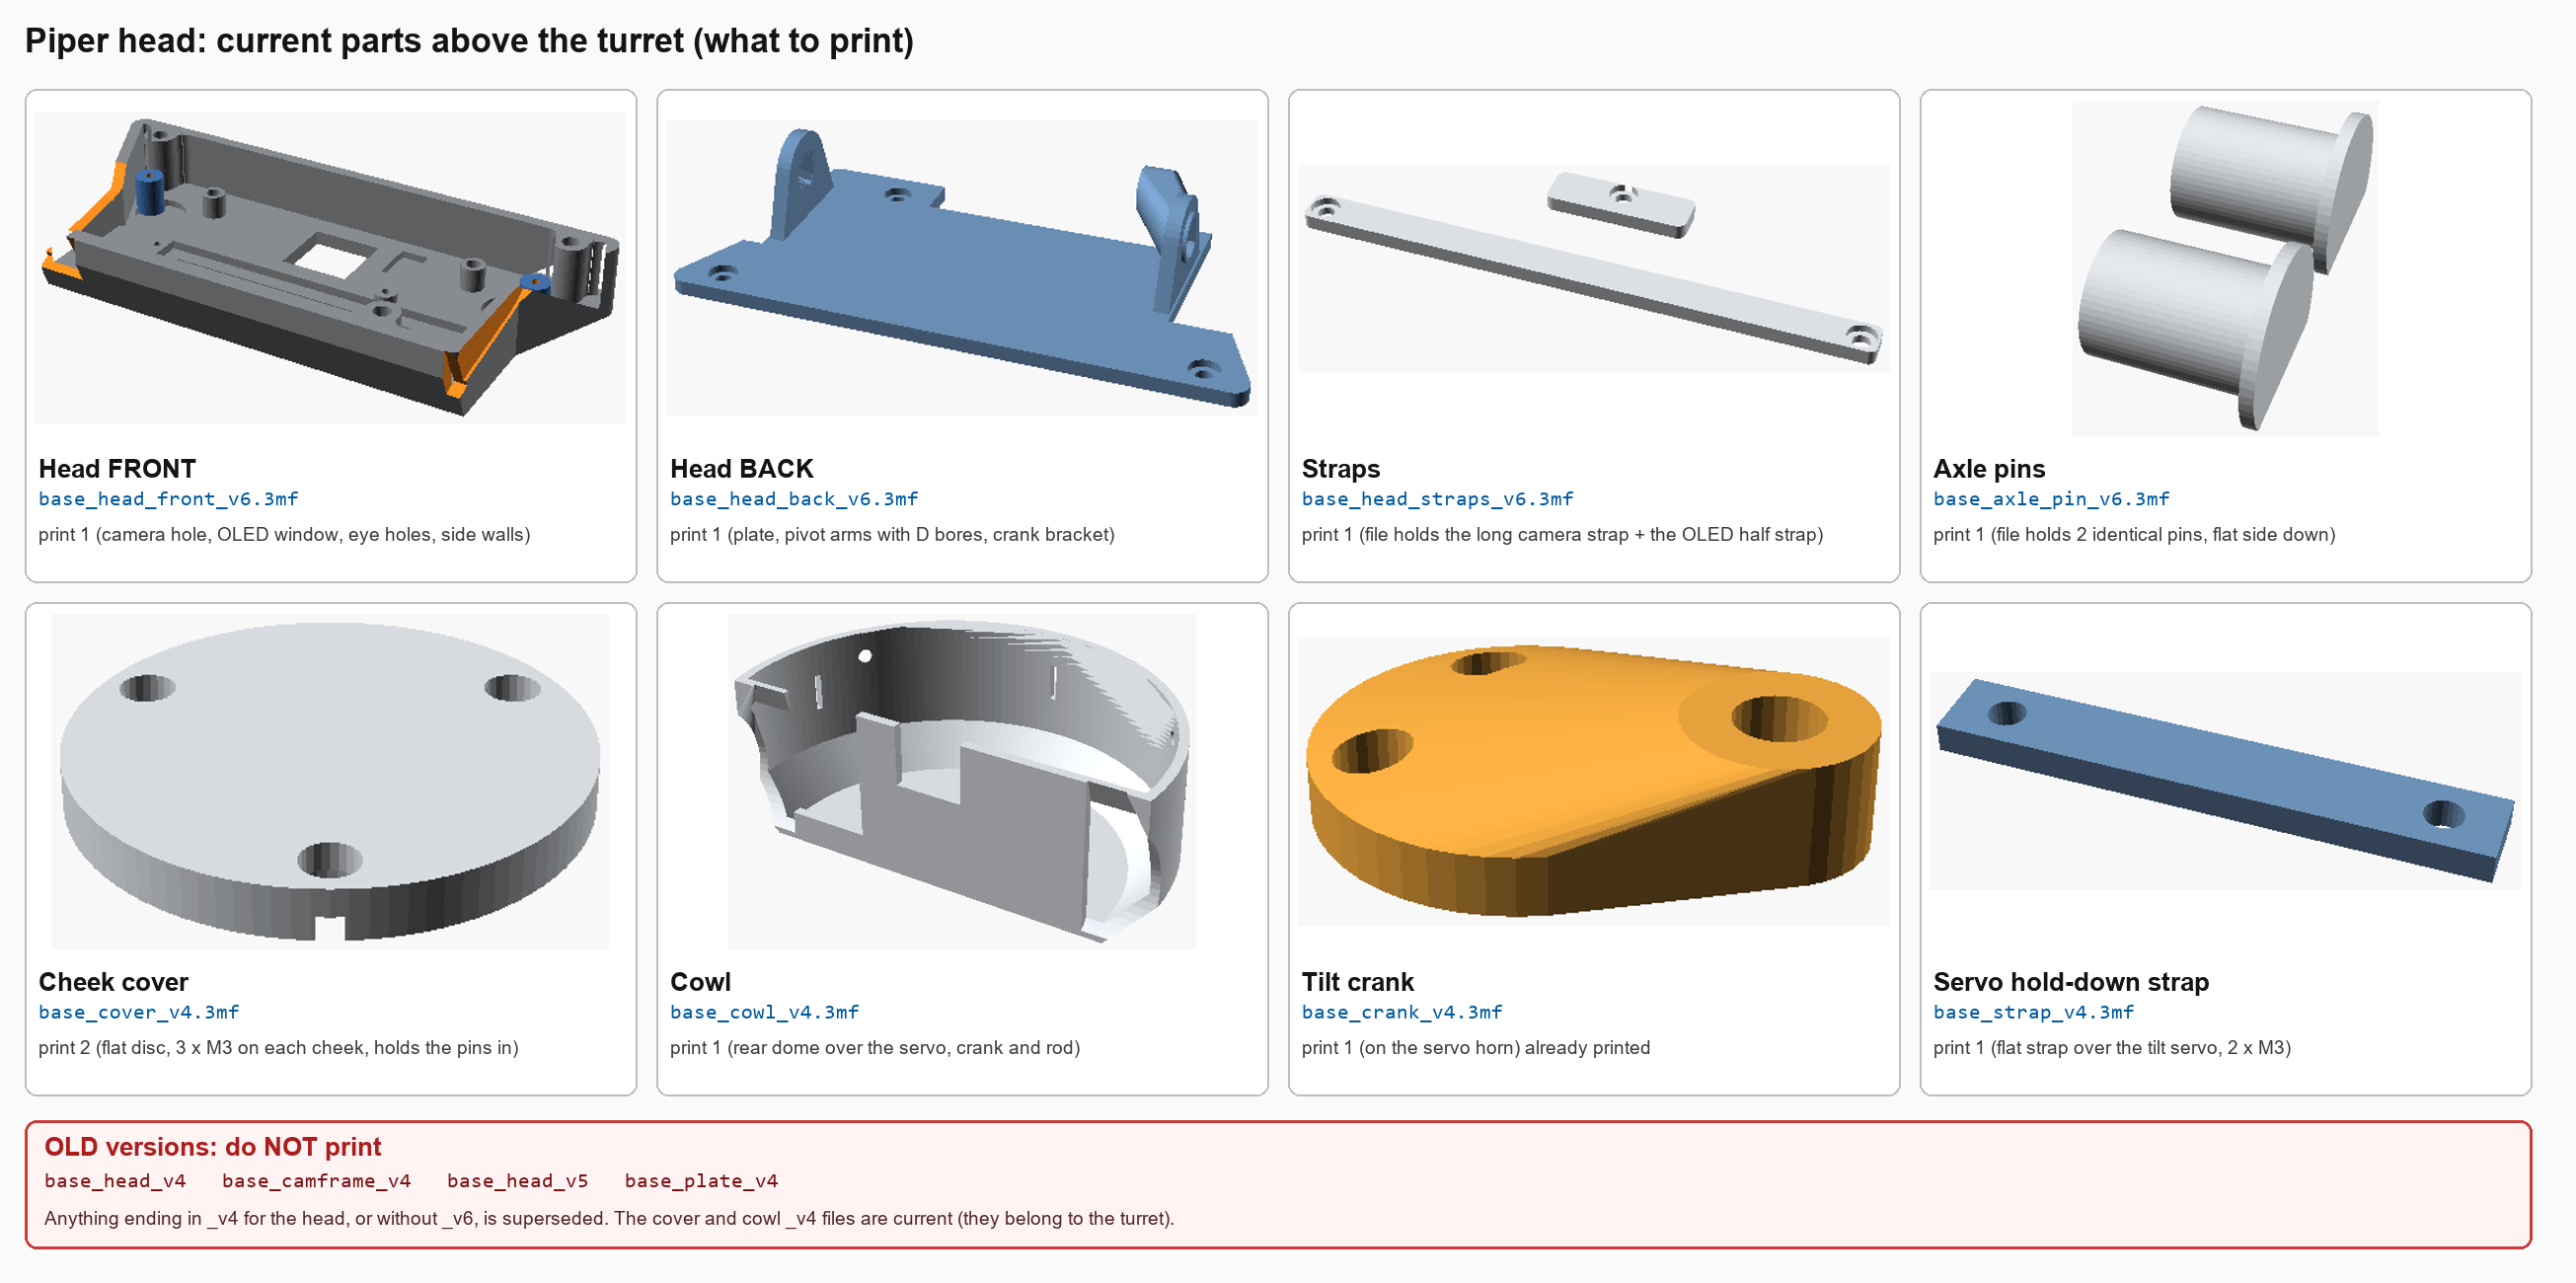 Piper head: current parts above the turret (what to print)
Head FRONT
base_head_front_v6.3mf
print 1 (camera hole, OLED window, eye holes, side walls)
Head BACK
base_head_back_v6.3mf
print 1 (plate, pivot arms with D bores, crank bracket)
Straps
base_head_straps_v6.3mf
print 1 (file holds the long camera strap + the OLED half strap)
Axle pins
base_axle_pin_v6.3mf
print 1 (file holds 2 identical pins, flat side down)
Cheek cover
base_cover_v4.3mf
print 2 (flat disc, 3 x M3 on each cheek, holds the pins in)
Cowl
base_cowl_v4.3mf
print 1 (rear dome over the servo, crank and rod)
Tilt crank
base_crank_v4.3mf
print 1 (on the servo horn) already printed
Servo hold-down strap
base_strap_v4.3mf
print 1 (flat strap over the tilt servo, 2 x M3)
OLD versions: do NOT print
base_head_v4 base_camframe_v4 base_head_v5 base_plate_v4
Anything ending in _v4 for the head, or without _v6, is superseded. The cover and cowl _v4 files are current (they belong to the turret).